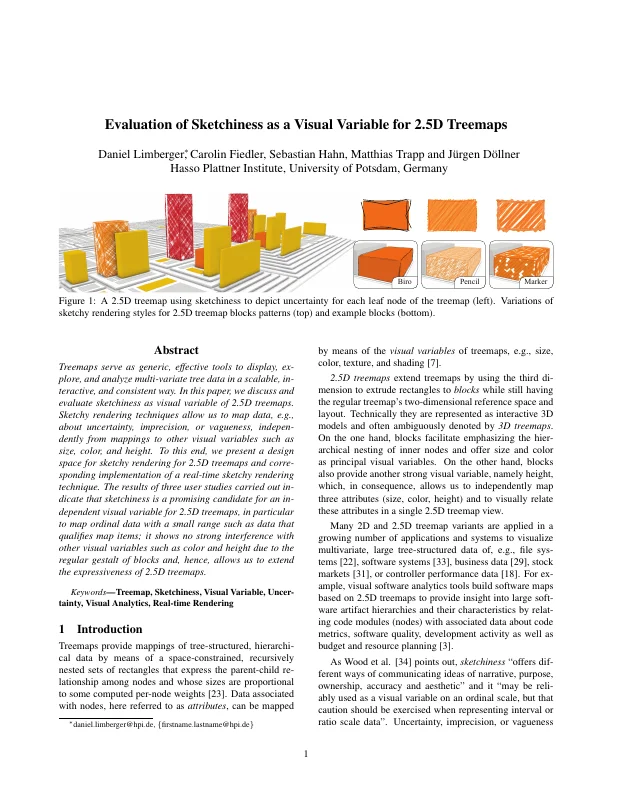 Evaluation of Sketchiness as a Visual Variable for 2.5D Treemaps
Daniel Limberger,* Carolin Fiedler, Sebastian Hahn, Matthias Trapp and Jürgen Döllner
Hasso Plattner Institute, University of Potsdam, Germany
Biro
Pencil
Marker
Figure 1: A 2.5D treemap using sketchiness to depict uncertainty for each leaf node of the treemap (left). Variations of
sketchy rendering styles for 2.5D treemap blocks patterns (top) and example blocks (bottom).
Abstract
Treemaps serve as generic, effective tools to display, ex-
plore, and analyze multi-variate tree data in a scalable, in-
teractive, and consistent way. In this paper, we discuss and
evaluate sketchiness as visual variable of 2.5D treemaps.
Sketchy rendering techniques allow us to map data, e.g.,
about uncertainty, imprecision, or vagueness, indepen-
dently from mappings to other visual variables such as
size, color, and height. To this end, we present a design
space for sketchy rendering for 2.5D treemaps and corre-
sponding implementation of a real-time sketchy rendering
technique. The results of three user studies carried out in-
dicate that sketchiness is a promising candidate for an in-
dependent visual variable for 2.5D treemaps, in particular
to map ordinal data with a small range such as data that
qualifies map items; it shows no strong interference with
other visual variables such as color and height due to the
regular gestalt of blocks and, hence, allows us to extend
the expressiveness of 2.5D treemaps.
Keywords—Treemap, Sketchiness, Visual Variable, Uncer-
tainty, Visual Analytics, Real-time Rendering
1 Introduction
Treemaps provide mappings of tree-structured, hierarchi-
cal data by means of a space-constrained, recursively
nested sets of rectangles that express the parent-child re-
lationship among nodes and whose sizes are proportional
to some computed per-node weights [23]. Data associated
with nodes, here referred to as attributes, can be mapped
*daniel.limberger@hpi.de, {firstname.lastname@hpi.de}
by means of the visual variables of treemaps, e.g., size,
color, texture, and shading [7].
2.5D treemaps extend treemaps by using the third di-
mension to extrude rectangles to blocks while still having
the regular treemap's two-dimensional reference space and
layout. Technically they are represented as interactive 3D
models and often ambiguously denoted by 3D treemaps.
On the one hand, blocks facilitate emphasizing the hier-
archical nesting of inner nodes and offer size and color
as principal visual variables. On the other hand, blocks
also provide another strong visual variable, namely height,
which, in consequence, allows us to independently map
three attributes (size, color, height) and to visually relate
these attributes in a single 2.5D treemap view.
Many 2D and 2.5D treemap variants are applied in a
growing number of applications and systems to visualize
multivariate, large tree-structured data of, e.g., file sys-
tems [22], software systems [33], business data [29], stock
markets [31], or controller performance data [18]. For ex-
ample, visual software analytics tools build software maps
based on 2.5D treemaps to provide insight into large soft-
ware artifact hierarchies and their characteristics by relat-
ing code modules (nodes) with associated data about code
metrics, software quality, development activity as well as
budget and resource planning [3].
As Wood et al. [34] points out, sketchiness “offers dif-
ferent ways of communicating ideas of narrative, purpose,
ownership, accuracy and aesthetic” and it “may be reli-
ably used as a visual variable on an ordinal scale, but that
caution should be exercised when representing interval or
ratio scale data”. Uncertainty, imprecision, or vagueness
1